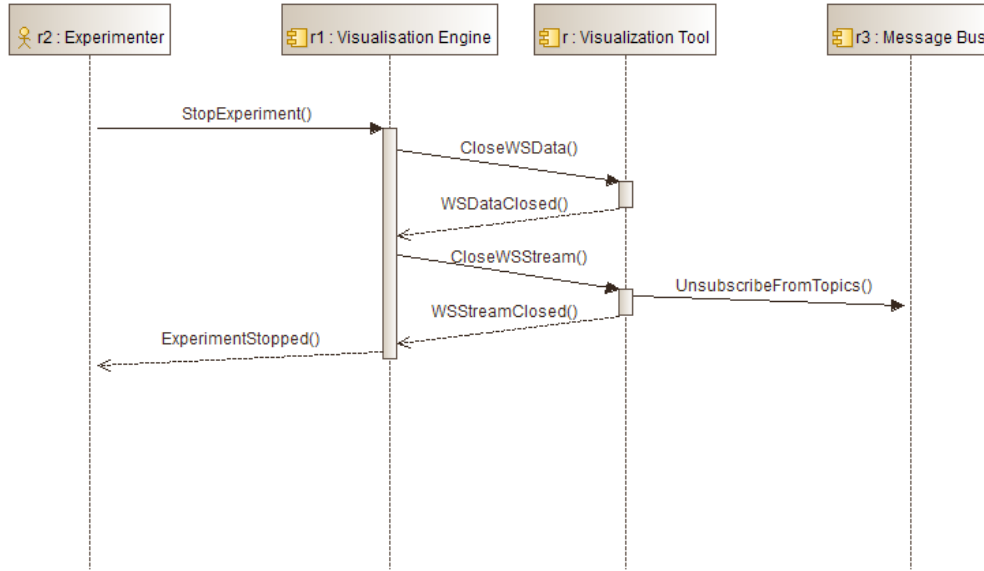 r2 : Experimenter
r1 : Visualisation Engine
r : Visualization Tool
r3 : Message Bus
StopExperiment()
CloseWSData()
WSDataClosed()
CloseWSStream()
UnsubscribeFromTopics()
WSStreamClosed()
ExperimentStopped()